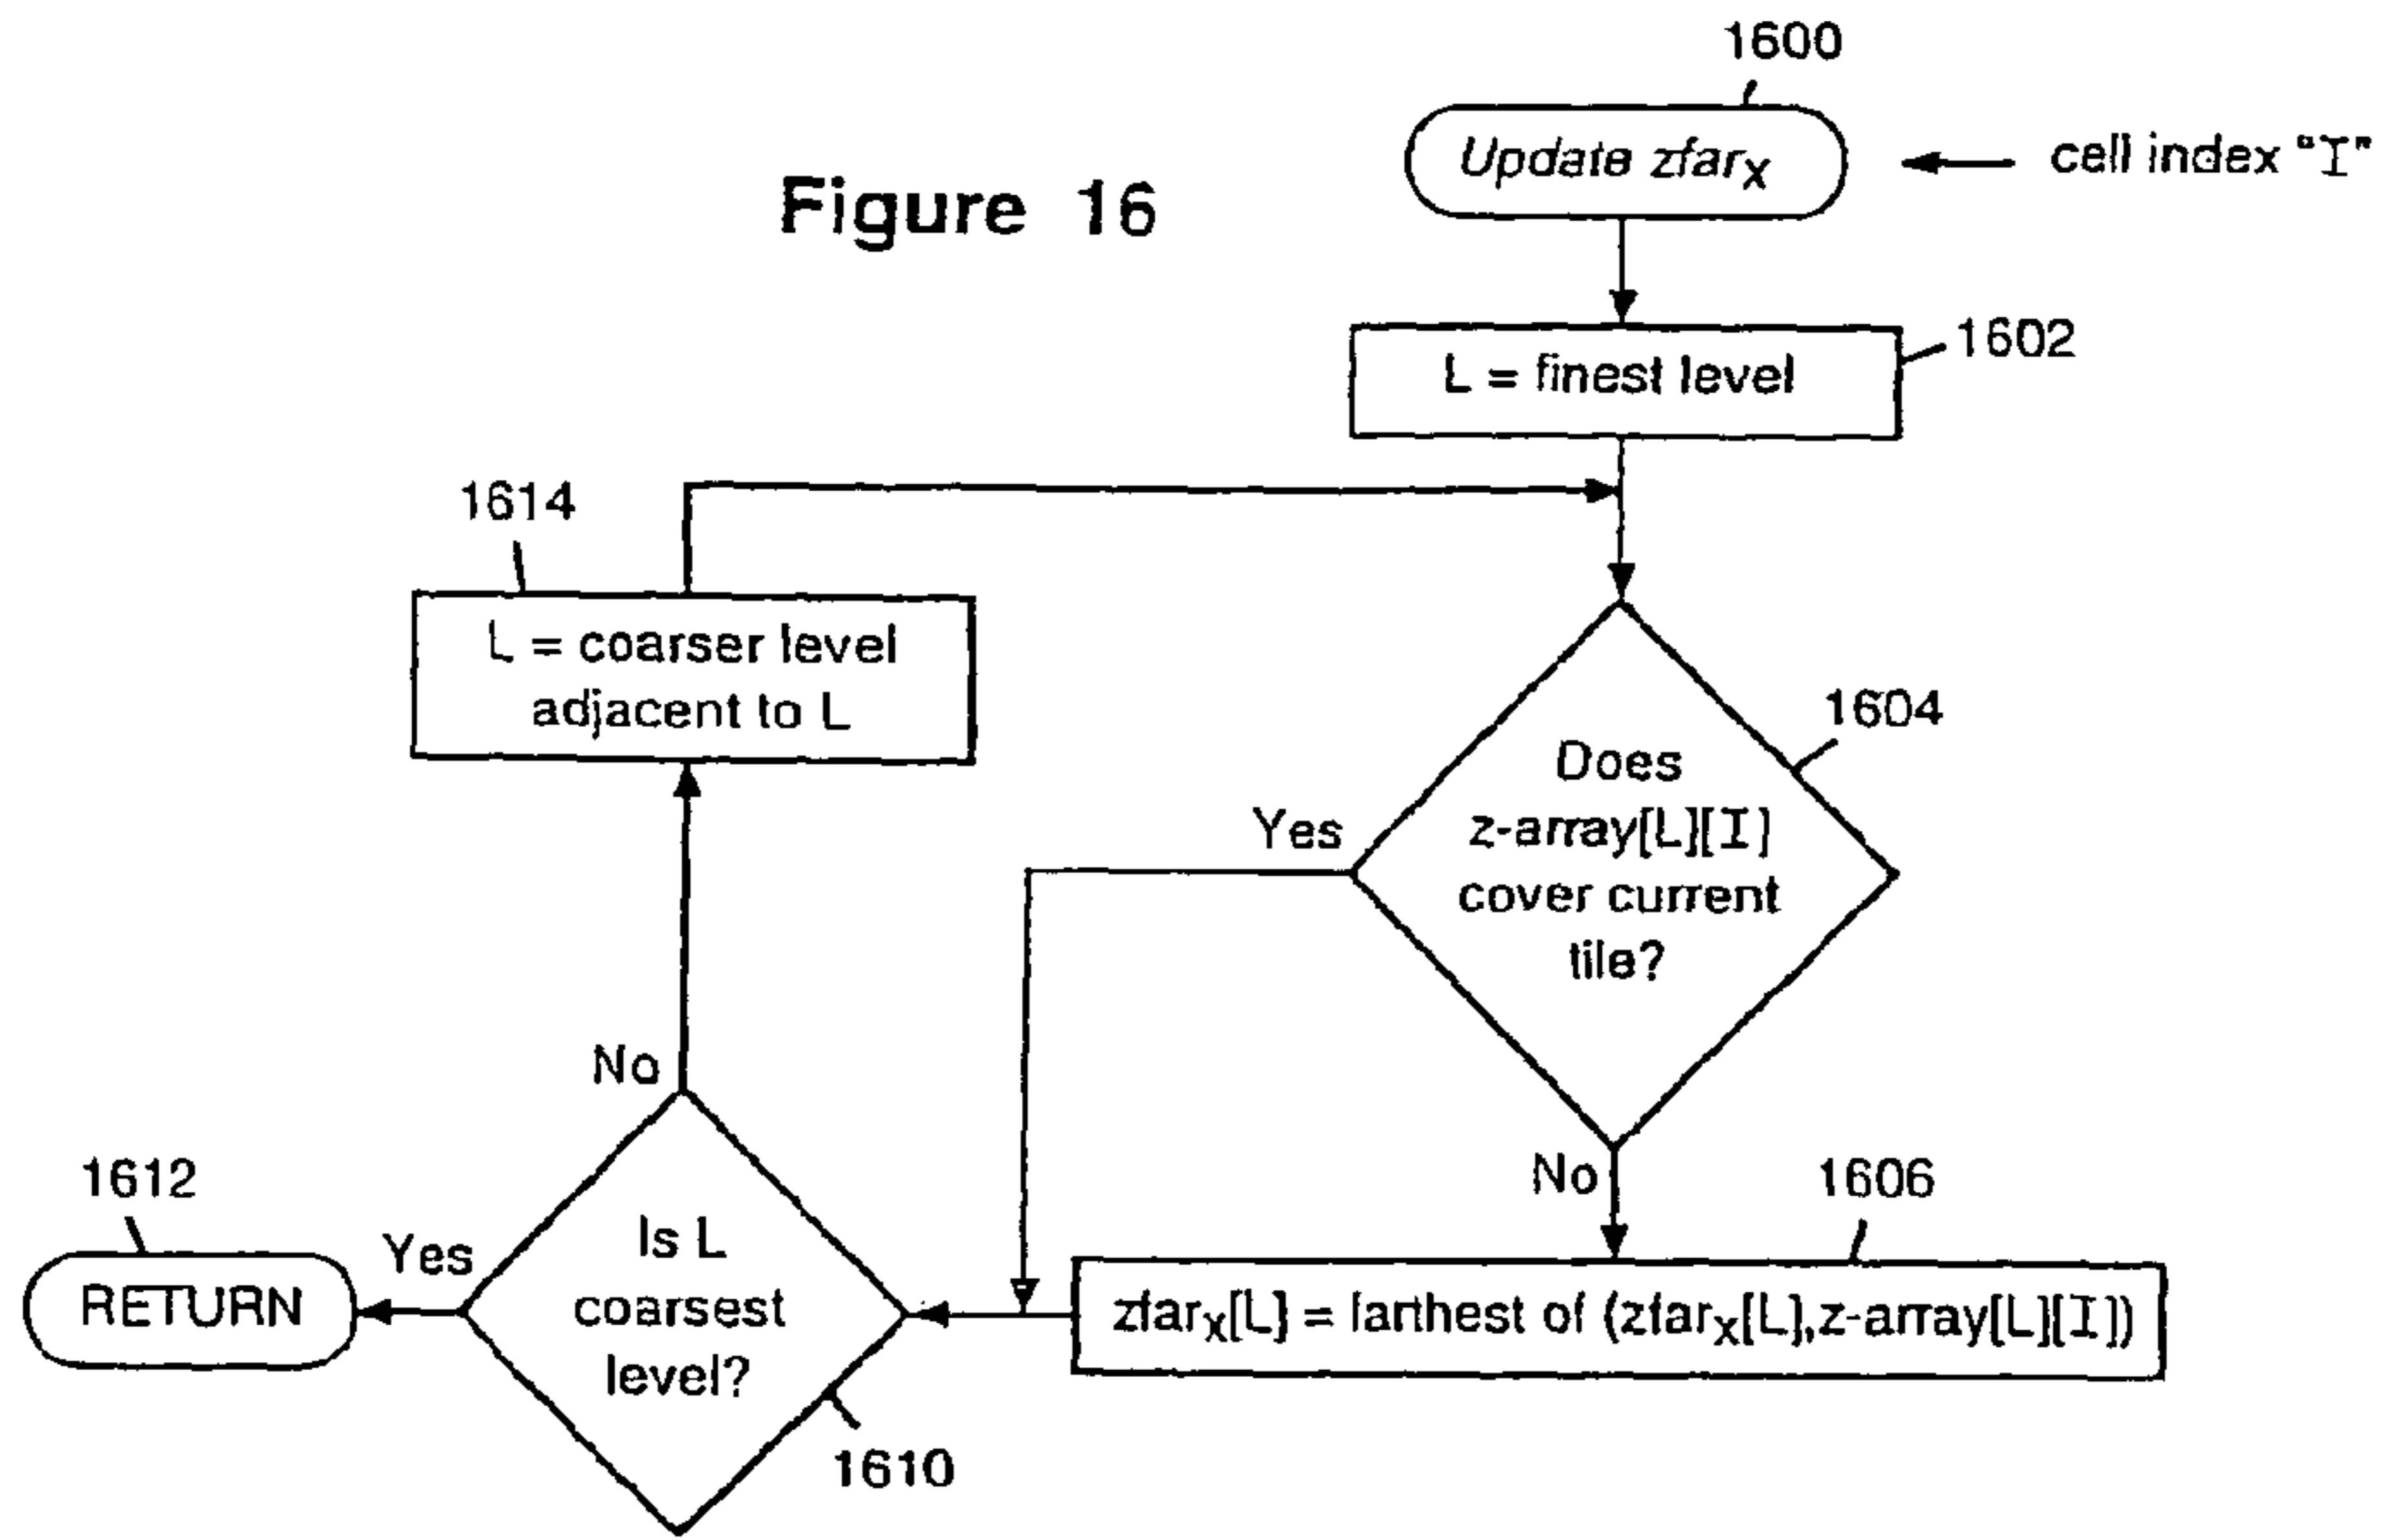 Figure 16
1600
Update zfarx
cell index "I"
1602
L = finest level
1614
L = coarser level
adjacent to L
1604
Does
z-array[L][I]
cover current
tile?
Yes
No
1606
zfarx[L] = farthest of (zfarx[L],z-array[L][I])
No
Is L
coarsest
level?
1610
Yes
1612
RETURN